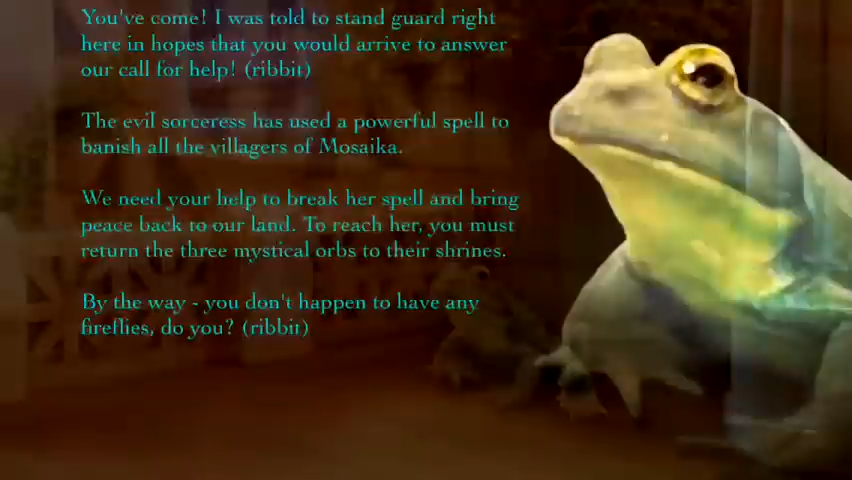 You've come! I was told to stand guard right
here in hopes that you would arrive to answer
our call for help! (ribbit)
The evil sorceress has used a powerful spell to
banish all the villagers of Mosaika.
We need your help to break her spell and bring
peace back to our land. To reach her, you must
return the three mystical orbs to their shrines.
By the way - you don't happen to have any
fireflies, do you? (ribbit)